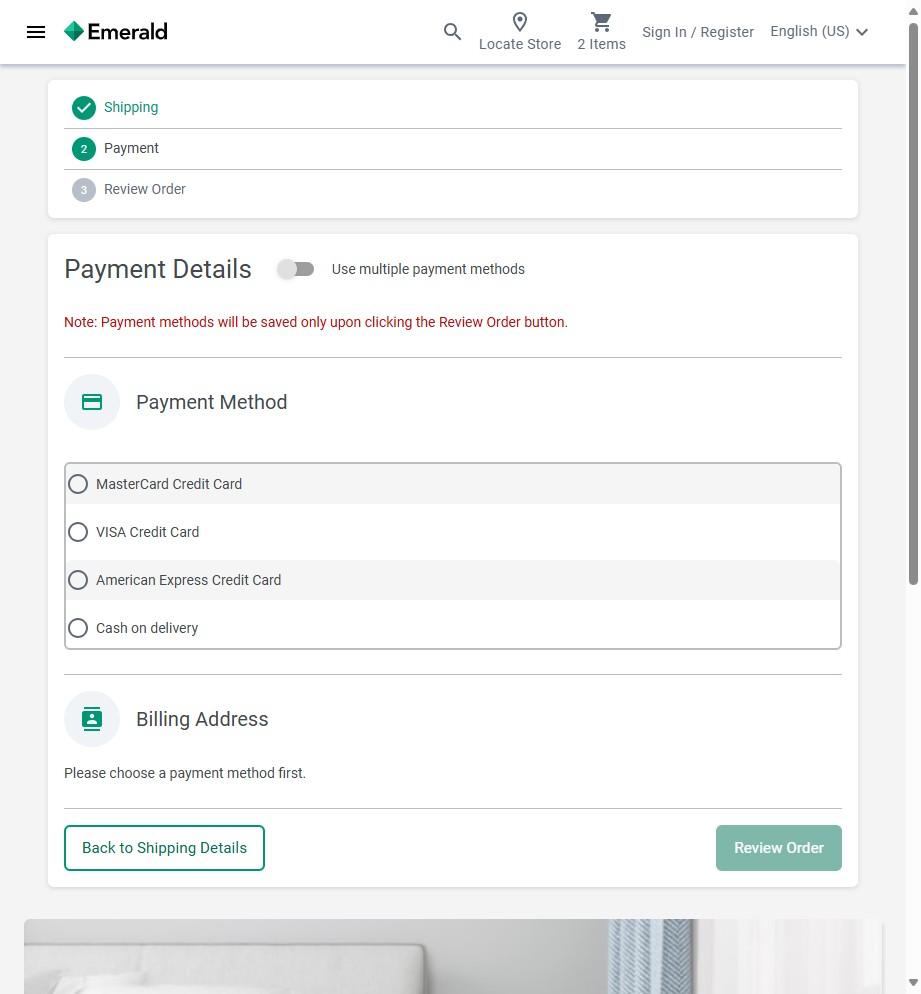 Emerald
Locate Store
2 Items
Sign In / Register
English (US)
Shipping
2 Payment
3 Review Order
Payment Details
Use multiple payment methods
Note: Payment methods will be saved only upon clicking the Review Order button.
Payment Method
MasterCard Credit Card
VISA Credit Card
American Express Credit Card
Cash on delivery
Billing Address
Please choose a payment method first.
Back to Shipping Details
Review Order